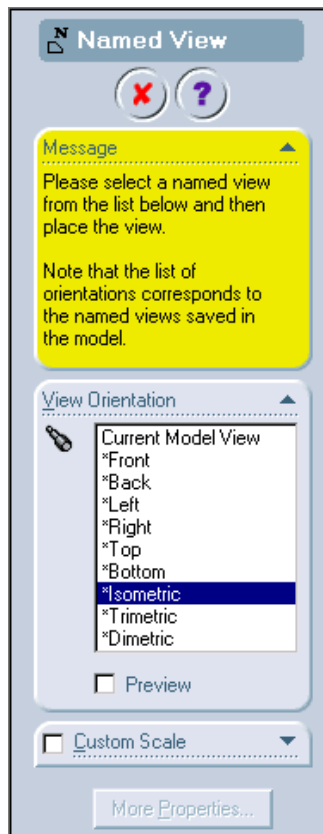 N
Named View
?
Message
Please select a named view
from the list below and then
place the view.
Note that the list of
orientations corresponds to
the named views saved in
the model.
View Orientation
Current Model View
*Front
*Back
*Left
*Right
*Top
*Bottom
*Isometric
*Trimetric
*Dimetric
Preview
Custom Scale
More Properties...